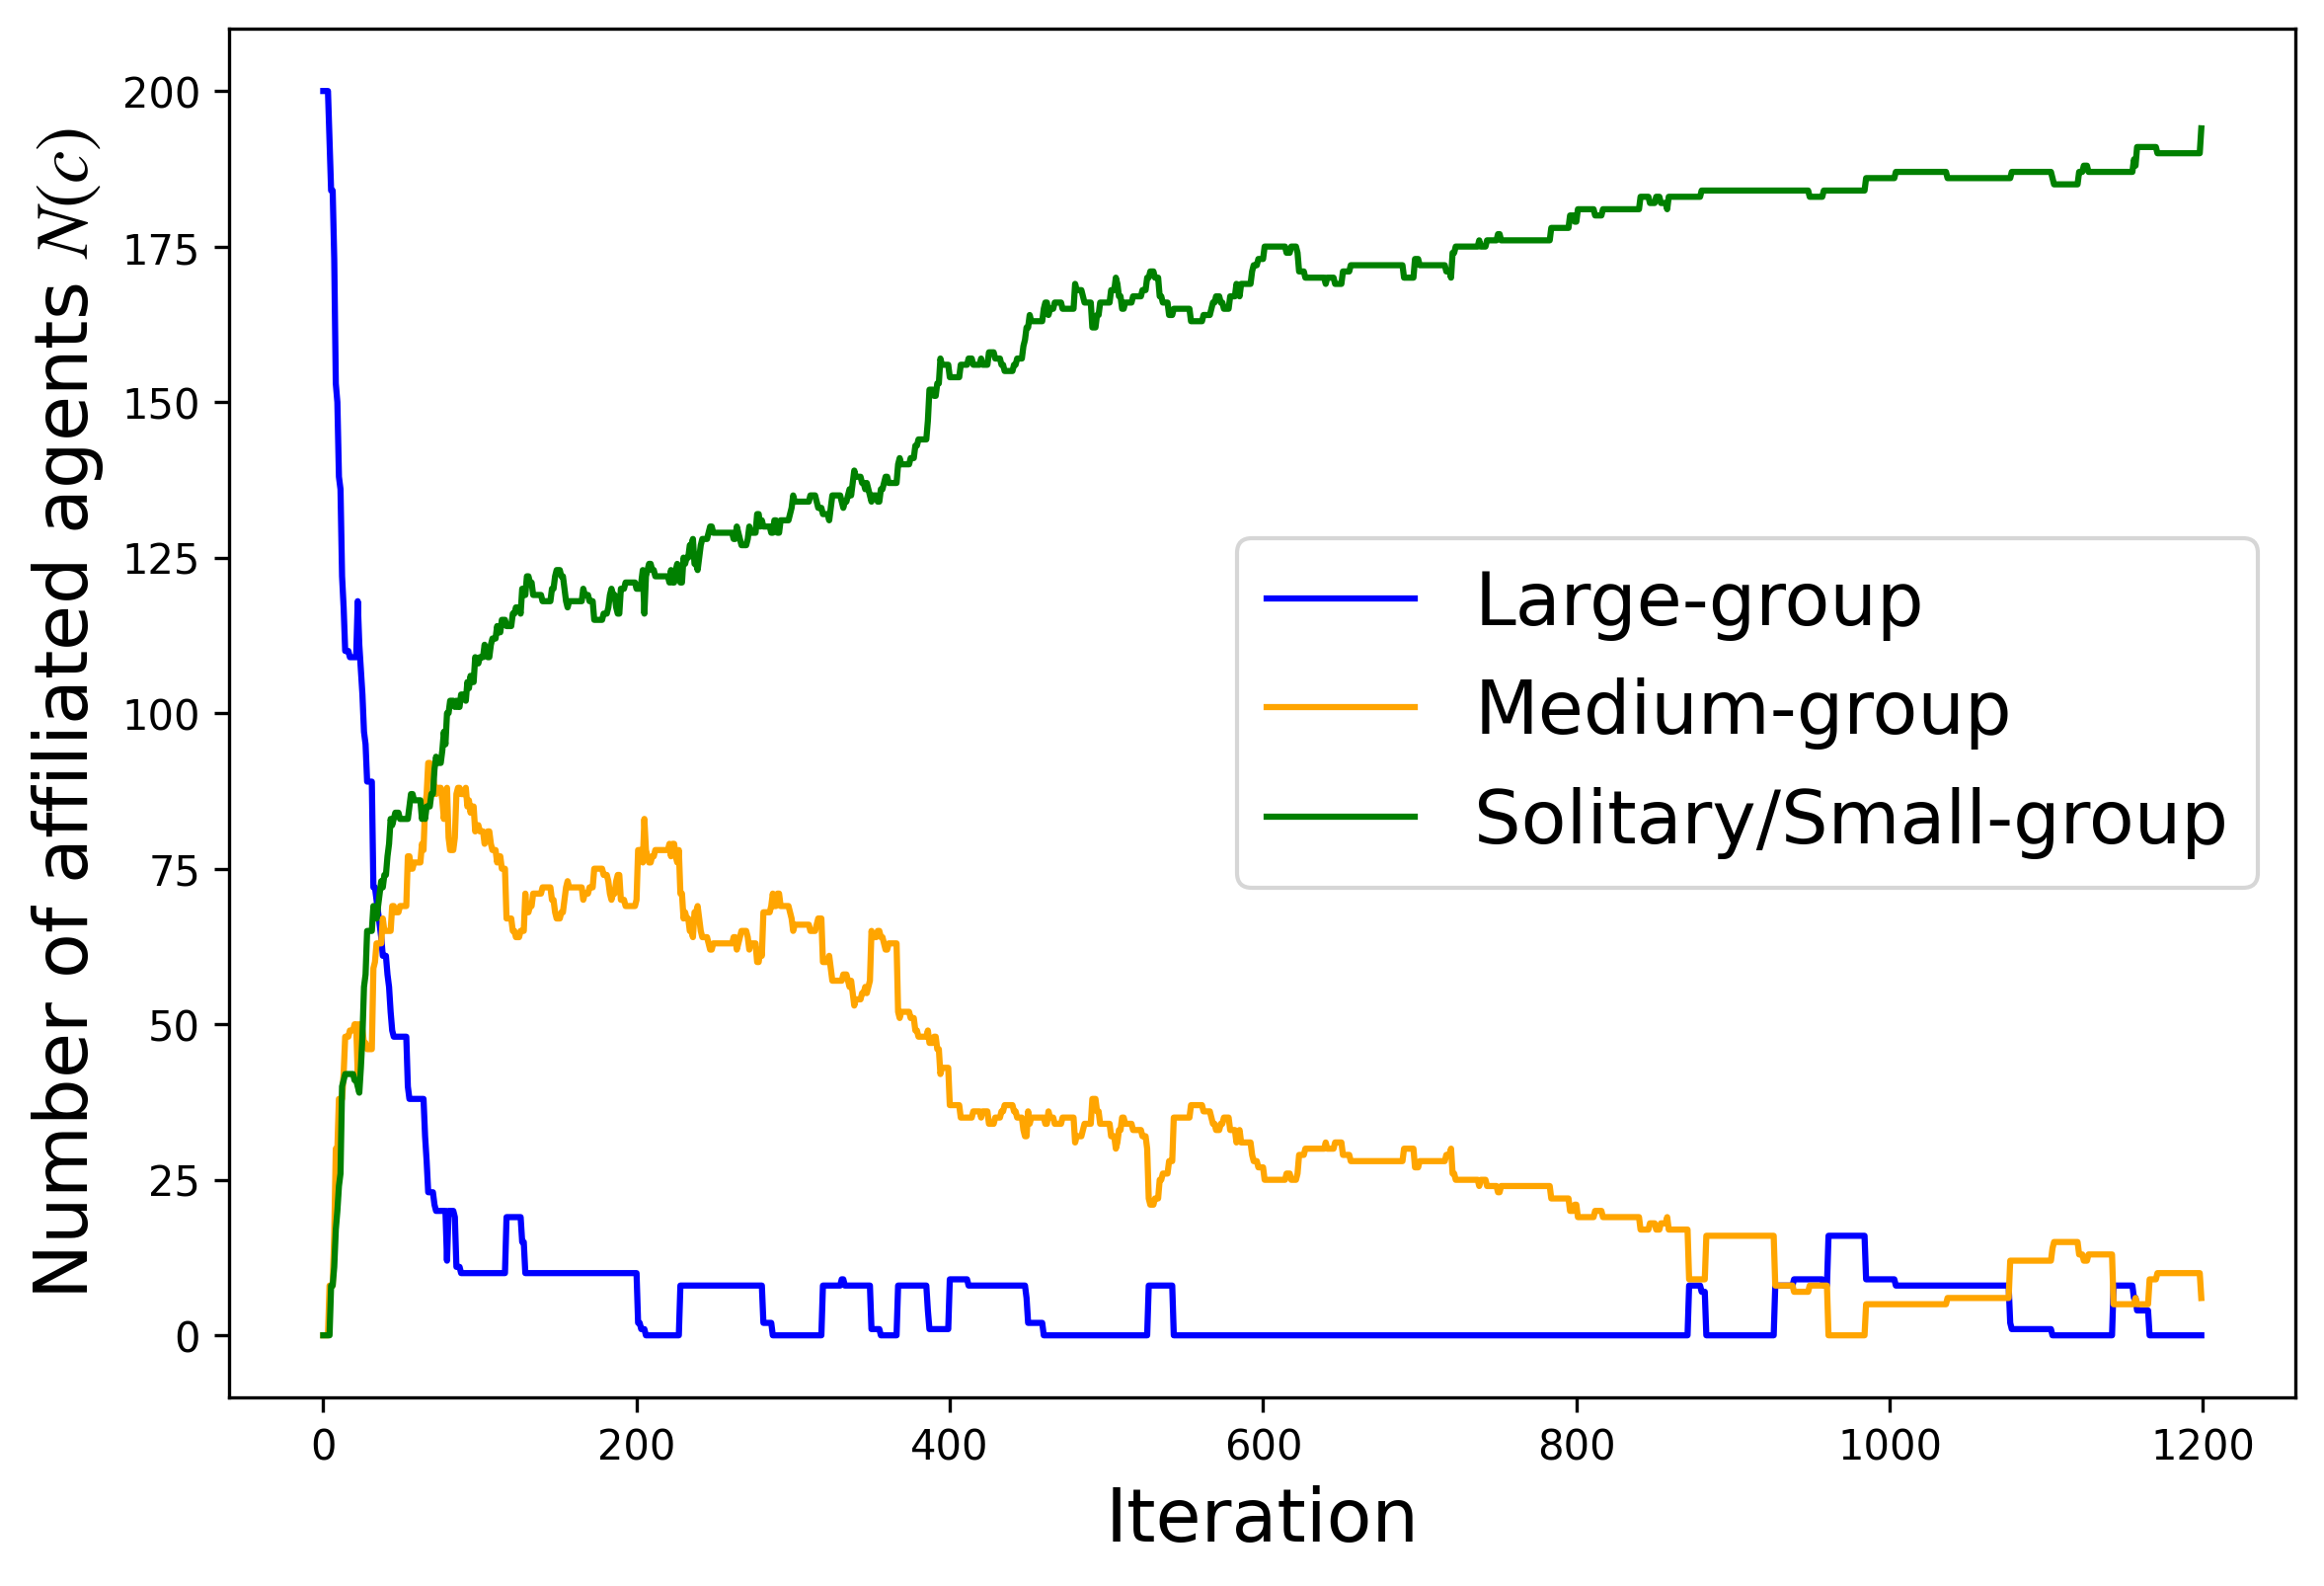 Number of affiliated agents N(c)
200
175
150
125
100
75
50
25
0
Large-group
Medium-group
Solitary/Small-group
0 200 400 600 800 1000 1200
Iteration